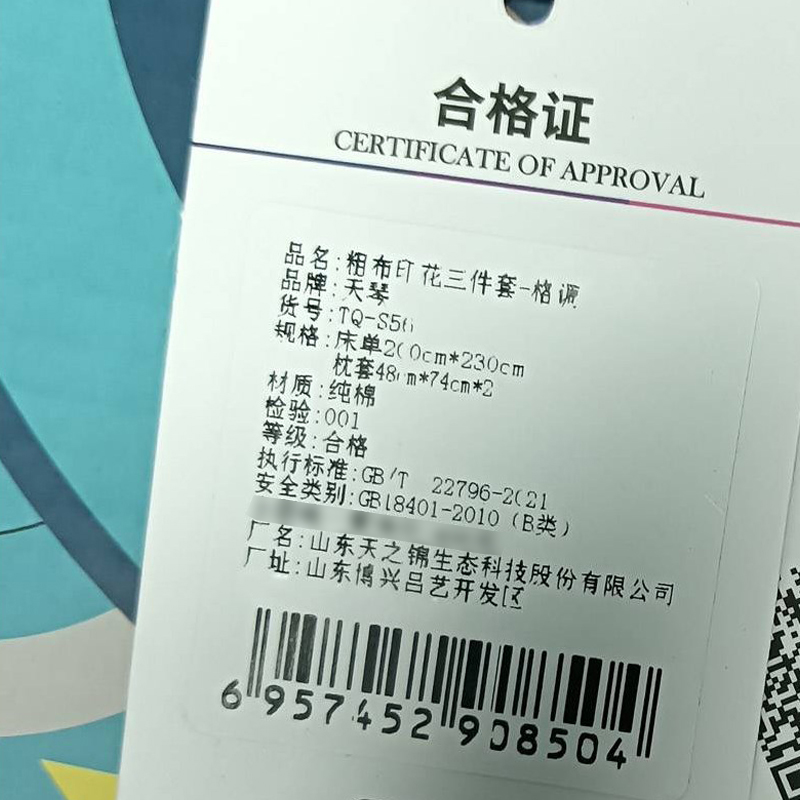 合格证
CERTIFICATE OF APPROVAL
品名:粗布印花三件套-格调
品牌:天琴
货号:TQ-S56
规格:床单200cm*230cm
枕套48cm*74cm*2
材质:纯棉
检验:001
等级:合格
执行标准:GB/T 22796-2021
安全类别:GB18401-2010(B类)
厂名:山东天之锦生态科技股份有限公司
厂址:山东博兴吕艺开发区
6957452908504